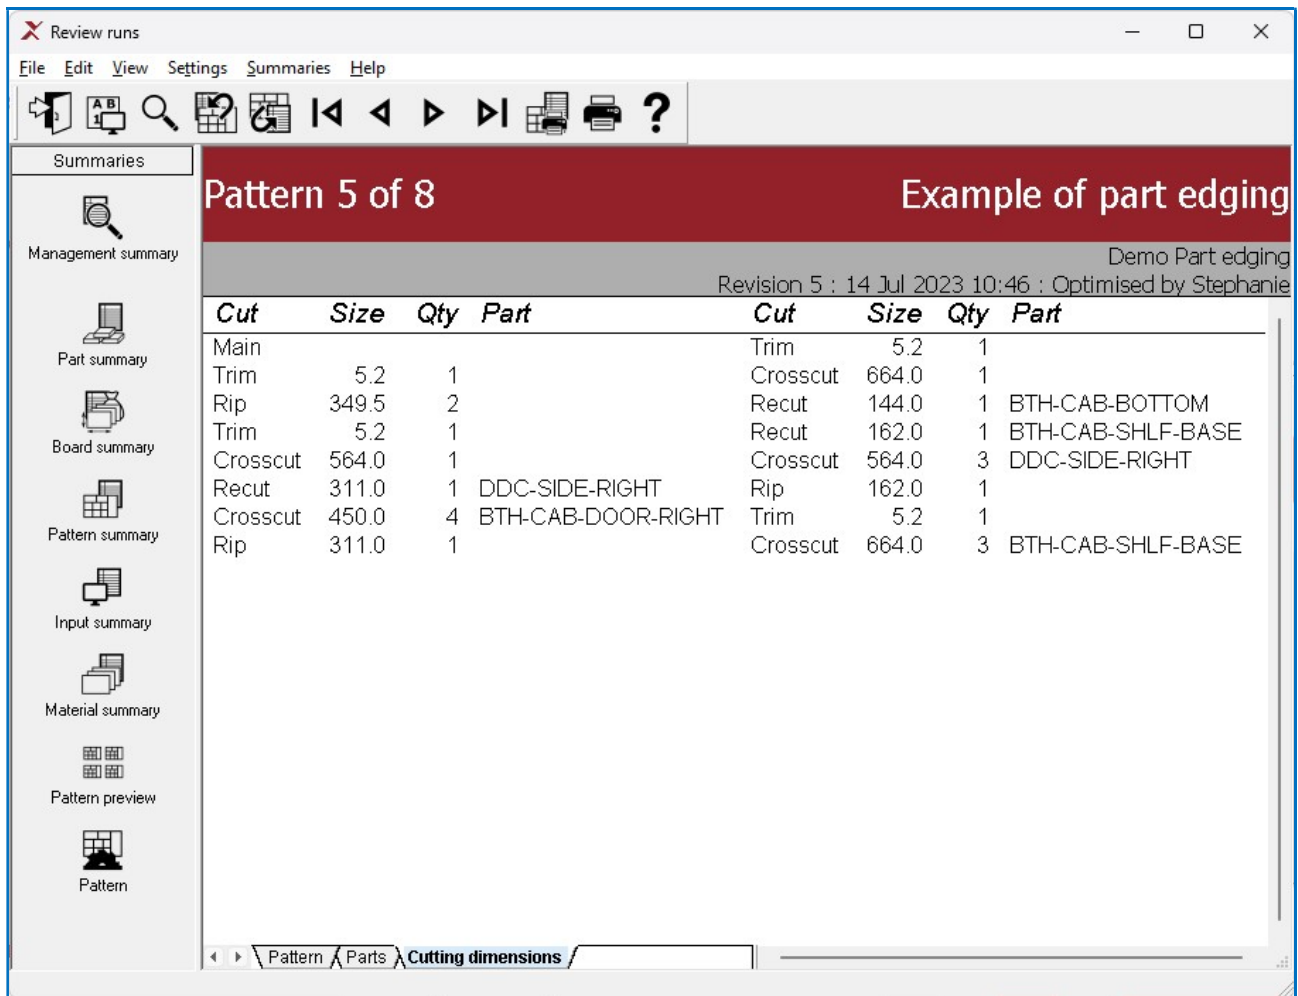 Review runs
File Edit View Settings Summaries Help
A B
1
?
Summaries
Management summary
Part summary
Board summary
Pattern summary
Input summary
Material summary
Pattern preview
Pattern
Pattern 5 of 8 Example of part edging
Demo Part edging
Revision 5 : 14 Jul 2023 10:46 : Optimised by Stephanie
Cut Size Qty Part Cut Size Qty Part
Main Trim 5.2 1
Trim 5.2 1 Crosscut 664.0 1
Rip 349.5 2 Recut 144.0 1 BTH-CAB-BOTTOM
Trim 5.2 1 Recut 162.0 1 BTH-CAB-SHLF-BASE
Crosscut 564.0 1 Crosscut 564.0 3 DDC-SIDE-RIGHT
Recut 311.0 1 DDC-SIDE-RIGHT Rip 162.0 1
Crosscut 450.0 4 BTH-CAB-DOOR-RIGHT Trim 5.2 1
Rip 311.0 1 Crosscut 664.0 3 BTH-CAB-SHLF-BASE
Pattern Parts Cutting dimensions